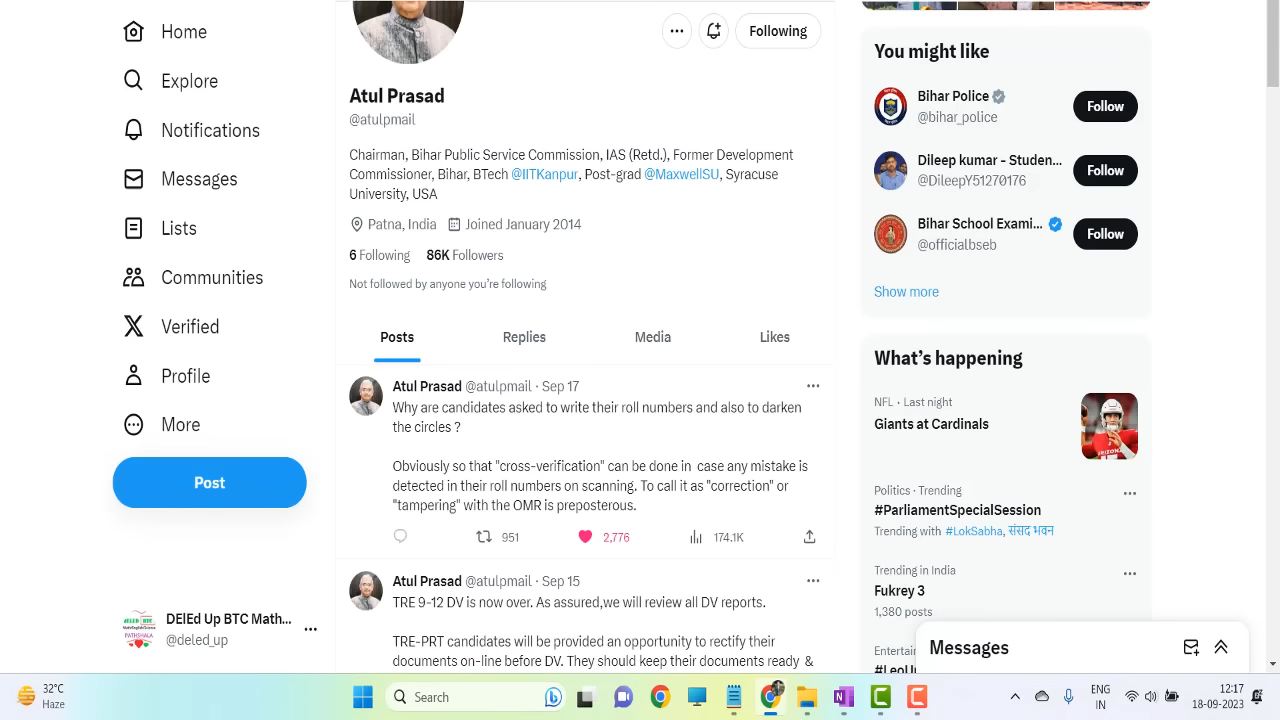 Home
Explore
Notifications
Messages
Lists
Communities
Verified
Profile
More
Post
DElEd Up BTC Math...
@deled_up
Following
Atul Prasad
@atulpmail
Chairman, Bihar Public Service Commission, IAS (Retd.), Former Development
Commissioner, Bihar, BTech @IITKanpur, Post-grad @MaxwellSU, Syracuse
University, USA
Patna, India Joined January 2014
6 Following 86K Followers
Not followed by anyone you're following
Posts Replies Media Likes
Atul Prasad @atulpmail · Sep 17
Why are candidates asked to write their roll numbers and also to darken
the circles ?
Obviously so that "cross-verification" can be done in case any mistake is
detected in their roll numbers on scanning. To call it as "correction" or
"tampering" with the OMR is preposterous.
951 2,776 174.1K
Atul Prasad @atulpmail · Sep 15
TRE 9-12 DV is now over. As assured,we will review all DV reports.
TRE-PRT candidates will be provided an opportunity to rectify their
documents on-line before DV. They should keep their documents ready &
You might like
Bihar Police
@bihar_police
Follow
Dileep kumar - Studen...
@DileepY51270176
Follow
Bihar School Exami...
@officialbseb
Follow
Show more
What's happening
NFL · Last night
Giants at Cardinals
Politics · Trending
#ParliamentSpecialSession
Trending with #LokSabha, संसद भवन
Trending in India
Fukrey 3
1,380 posts
Messages
32°C
Haze
Search
ENG
IN
12:17
18-09-2023